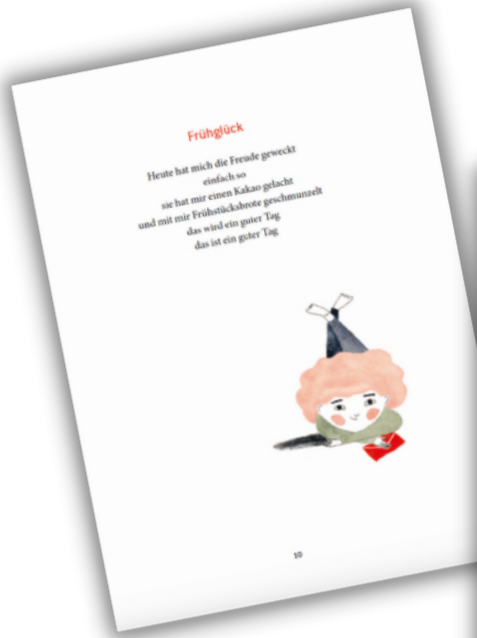 Frühglück
Heute hat mich die Freude geweckt
einfach so
sie hat mir einen Kakao gelacht
und mit mir Frühstücksbrote geschmunzelt
das wird ein guter Tag
das ist ein guter Tag
10